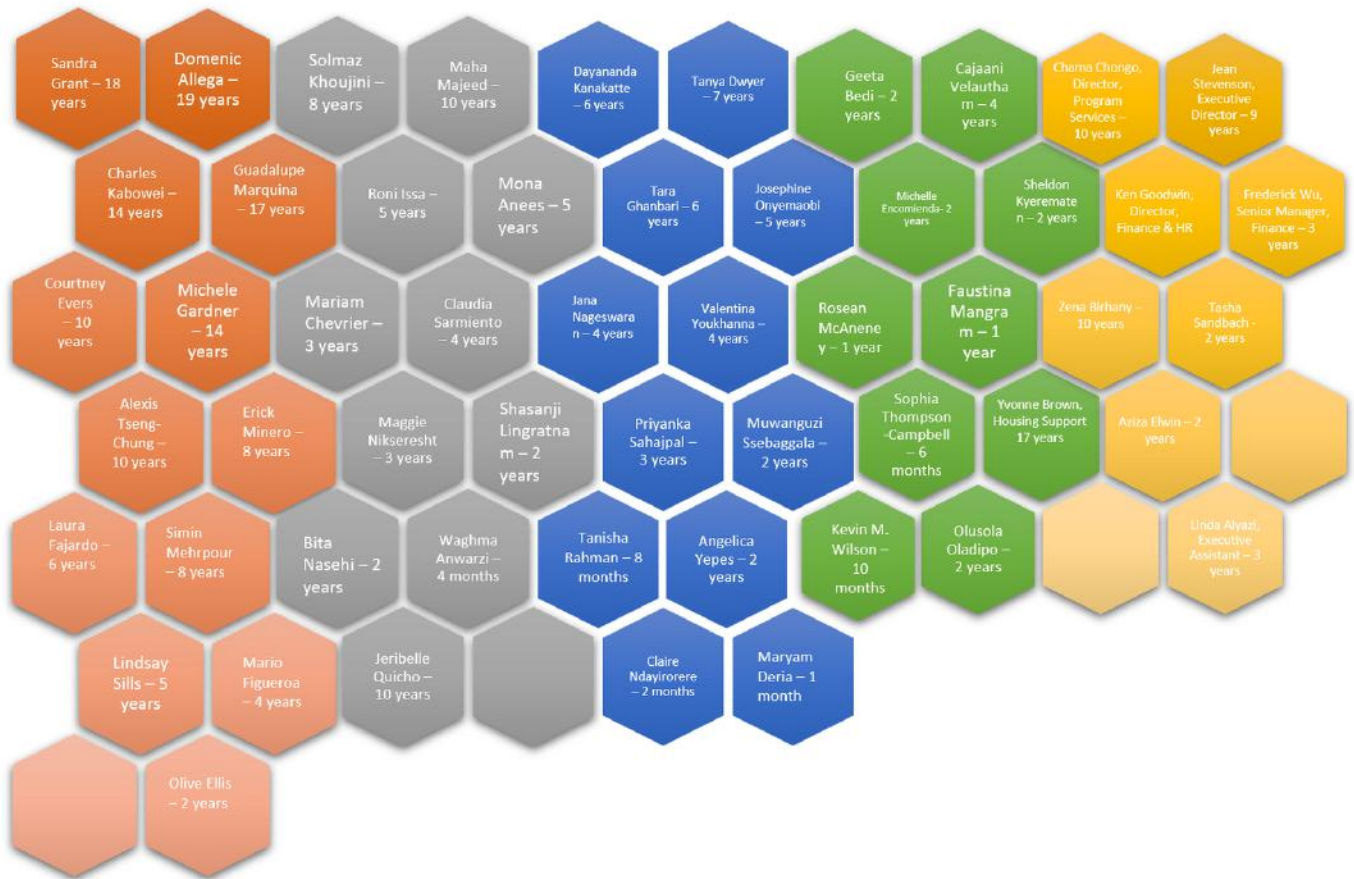 Sandra
Grant – 18
years
Domenic
Allega –
19 years
Solmaz
Khoujini –
8 years
Maha
Majeed –
10 years
Dayananda
Kanakatte
– 6 years
Tanya Dwyer
– 7 years
Geeta
Bedi – 2
years
Cajaani
Velautha
m – 4
years
Chama Chongo,
Director,
Program
Services –
10 years
Jean
Stevenson,
Executive
Director – 9
years
Charles
Kabowei –
14 years
Guadalupe
Marquina
– 17 years
Roni Issa –
5 years
Mona
Anees – 5
years
Tara
Ghanbari – 6
years
Josephine
Onyemaobi
– 5 years
Michelle
Encomienda- 2
years
Sheldon
Kyeremate
n – 2 years
Ken Goodwin,
Director,
Finance & HR
Frederick Wu,
Senior Manager,
Finance – 3
years
Courtney
Evers
– 10
years
Michele
Gardner
– 14
years
Mariam
Chevrier –
3 years
Claudia
Sarmiento
– 4 years
Jana
Nageswara
n – 4 years
Valentina
Youkhanna –
4 years
Rosean
McAnene
y – 1 year
Faustina
Mangra
m – 1
year
Zena Birhany –
10 years
Tasha
Sandbach -
2 years
Alexis
Tseng-
Chung –
10 years
Erick
Minero –
8 years
Maggie
Nikseresht
– 3 years
Shasanji
Lingratna
m – 2
years
Priyanka
Sahajpal –
3 years
Muwanguzi
Ssebaggala –
2 years
Sophia
Thompson
-Campbell
– 6
months
Yvonne Brown,
Housing Support
17 years
Ariza Elwin – 2
years
Laura
Fajardo –
6 years
Simin
Mehrpour
– 8 years
Bita
Nasehi – 2
years
Waghma
Anwarzi –
4 months
Tanisha
Rahman – 8
months
Angelica
Yepes – 2
years
Kevin M.
Wilson –
10
months
Olusola
Oladipo –
2 years
Linda Alyazi,
Executive
Assistant – 3
years
Lindsay
Sills – 5
years
Mario
Figueroa
– 4 years
Jeribelle
Quicho –
10 years
Claire
Ndayirorere
– 2 months
Maryam
Deria – 1
month
Olive Ellis
– 2 years